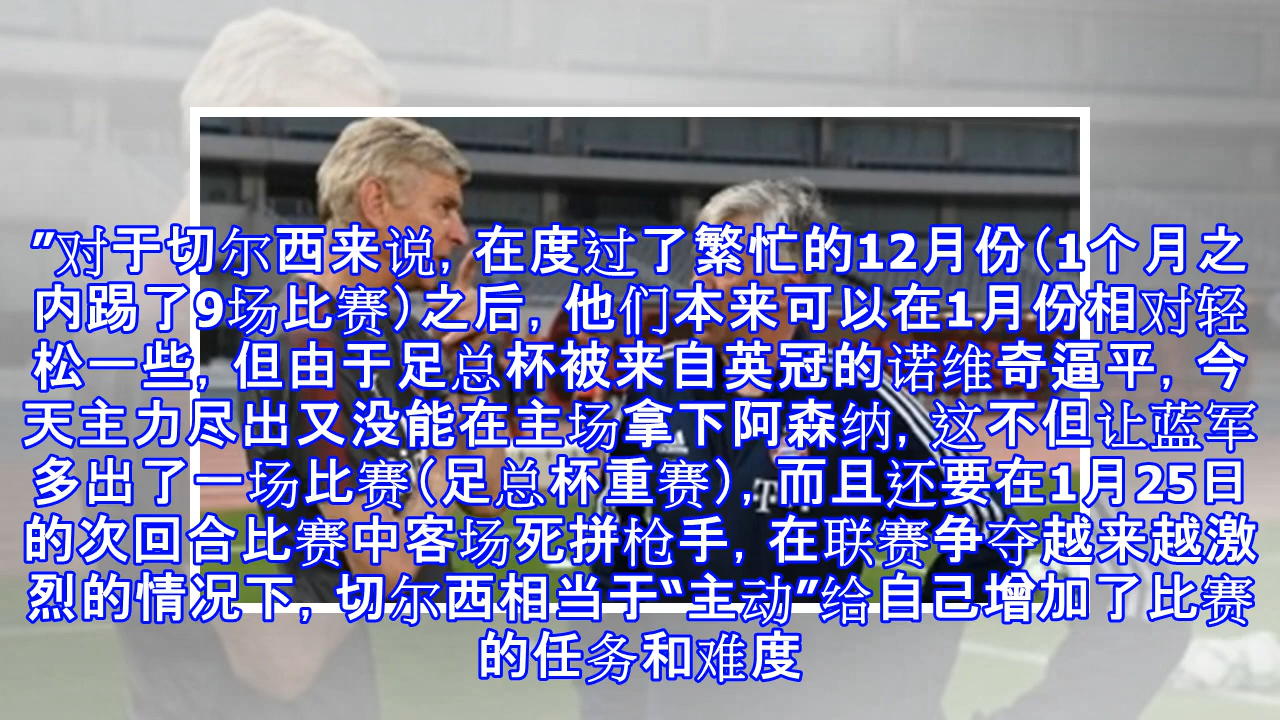 ”对于切尔西来说, 在度过了繁忙的12月份(1个月之
内踢了9场比赛)之后, 他们本来可以在1月份相对轻
松一些, 但由于足总杯被来自英冠的诺维奇逼平, 今
天主力尽出又没能在主场拿下阿森纳, 这不但让蓝军
多出了一场比赛(足总杯重赛), 而且还要在1月25日
的次回合比赛中客场死拼枪手, 在联赛争夺越来越激
烈的情况下, 切尔西相当于“主动”给自己增加了比赛
的任务和难度